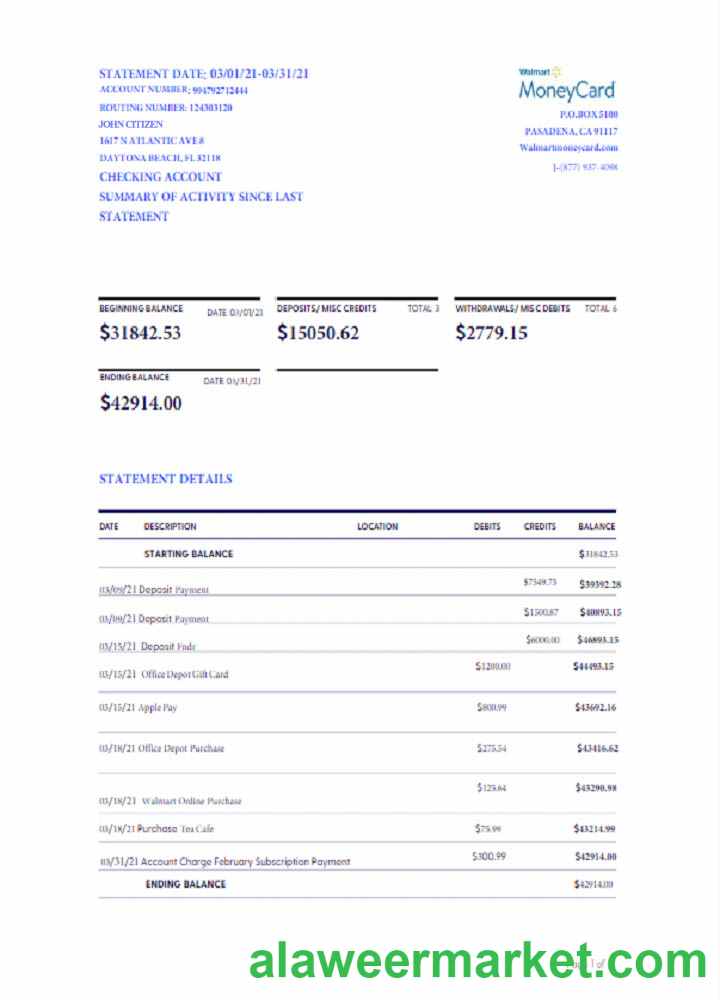 STATEMENT DATE; 03/01/21-03/31/21
ACCOUNT NUMBER; 994792712444
ROUTING NUMBER: 124303120
JOHN CITIZEN
1617 N ATLANTIC AVE #
DAYTONA BEACH, FL 32118
CHECKING ACCOUNT
SUMMARY OF ACTIVITY SINCE LAST
STATEMENT
Walmart
MoneyCard
P.O.BOX 5100
PASADENA, CA 91117
Walmartmoneycard.com
1-(877) 937-4098
BEGINNING BALANCE DATE 03/01/21
$31842.53
DEPOSITS/ MISC CREDITS TOTAL 3
$15050.62
WITHDRAWALS/ MISC DEBITS TOTAL 6
$2779.15
ENDING BALANCE DATE 03/31/21
$42914.00
STATEMENT DETAILS
DATE DESCRIPTION LOCATION DEBITS CREDITS BALANCE
STARTING BALANCE $31842.53
03/09/21 Deposit Payment $7549.75 $39392.28
03/09/21 Deposit Payment $1500.87 $40893.15
03/15/21 Deposit $6000.00 $46893.15
03/15/21 Office Depot Gift Card $1200.00 $44493.15
03/15/21 Apple Pay $800.99 $43692.16
03/18/21 Office Depot Purchase $275.54 $43416.62
03/18/21 Walmart Online Purchase $125.64 $43290.98
03/18/21 Purchase Tea Cafe $75.99 $43214.99
03/31/21 Account Charge February Subscription Payment $300.99 $42914.00
ENDING BALANCE $42914.00
alaweermarket.com
1 of